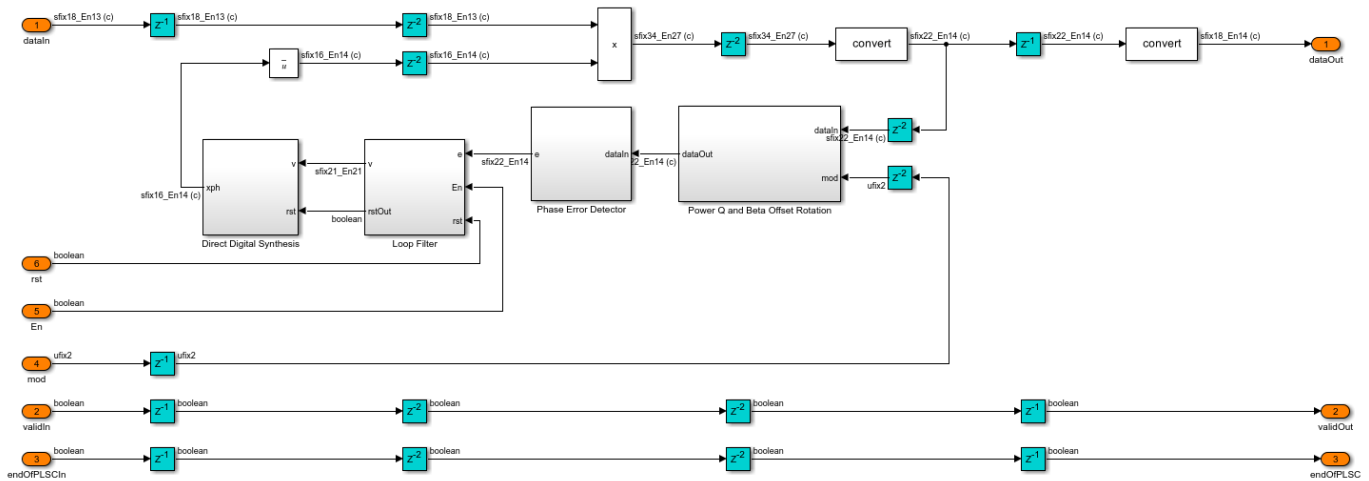 1
dataIn
sfix18_En13 (c)
z-1
sfix18_En13 (c)
z-2
sfix18_En13 (c)
sfix16_En14 (c)
z-2
sfix16_En14 (c)
x
sfix34_En27 (c)
z-2
sfix34_En27 (c)
convert
sfix22_En14 (c)
z-1
sfix22_En14 (c)
convert
sfix18_En14 (c)
1
dataOut
sfix16_En14 (c)
xph
v
rst
Direct Digital Synthesis
sfix21_En21
boolean
v
rstOut
e
En
rst
Loop Filter
sfix22_En14
e
dataIn
Phase Error Detector
22_En14 (c)
dataOut
dataIn
mod
Power Q and Beta Offset Rotation
z-2
sfix22_En14 (c)
z-2
ufix2
6
rst
boolean
5
En
boolean
4
mod
ufix2
z-1
ufix2
2
validIn
boolean
z-1
boolean
z-2
boolean
z-2
boolean
z-1
boolean
2
validOut
3
endOfPLSCIn
boolean
z-1
boolean
z-2
boolean
z-2
boolean
z-1
boolean
3
endOfPLSC